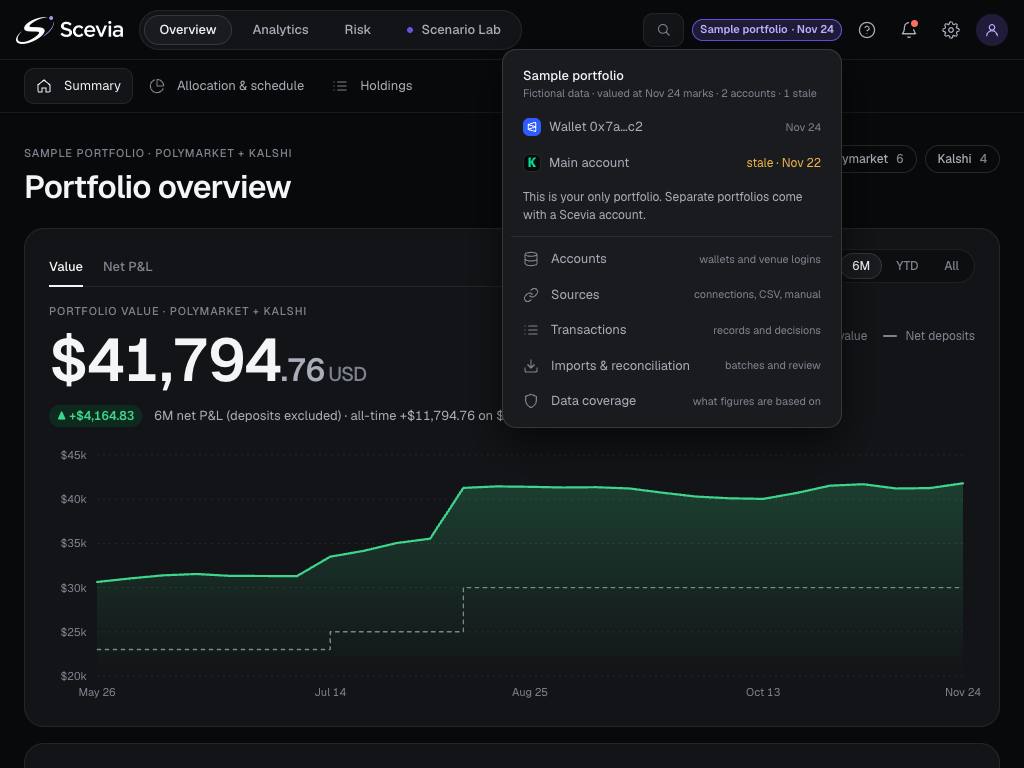 Scevia
Overview
Analytics
Risk
Scenario Lab
Sample portfolio · Nov 24
Summary
Allocation & schedule
Holdings
Sample portfolio
Fictional data · valued at Nov 24 marks · 2 accounts · 1 stale
Wallet 0x7a…c2
Nov 24
K
Main account
stale · Nov 22
This is your only portfolio. Separate portfolios come
with a Scevia account.
Accounts
wallets and venue logins
Sources
connections, CSV, manual
Transactions
records and decisions
Imports & reconciliation
batches and review
Data coverage
what figures are based on
SAMPLE PORTFOLIO · POLYMARKET + KALSHI
Portfolio overview
6
Kalshi 4
Value
Net P&L
6M
YTD
All
PORTFOLIO VALUE · POLYMARKET + KALSHI
$41,794.76 USD
Net deposits
+$4,164.83
6M net P&L (deposits excluded) · all-time +$11,794.76 on
$45k
$40k
$35k
$30k
$25k
$20k
May 26
Jul 14
Aug 25
Oct 13
Nov 24